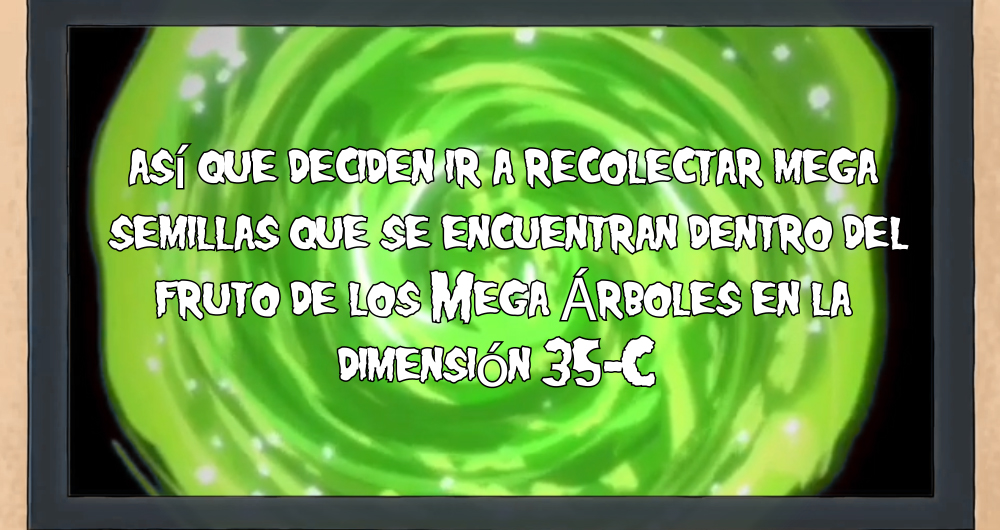 así que deciden ir a recolectar mega
semillas que se encuentran dentro del
fruto de los Mega Árboles en la
dimensión 35-C